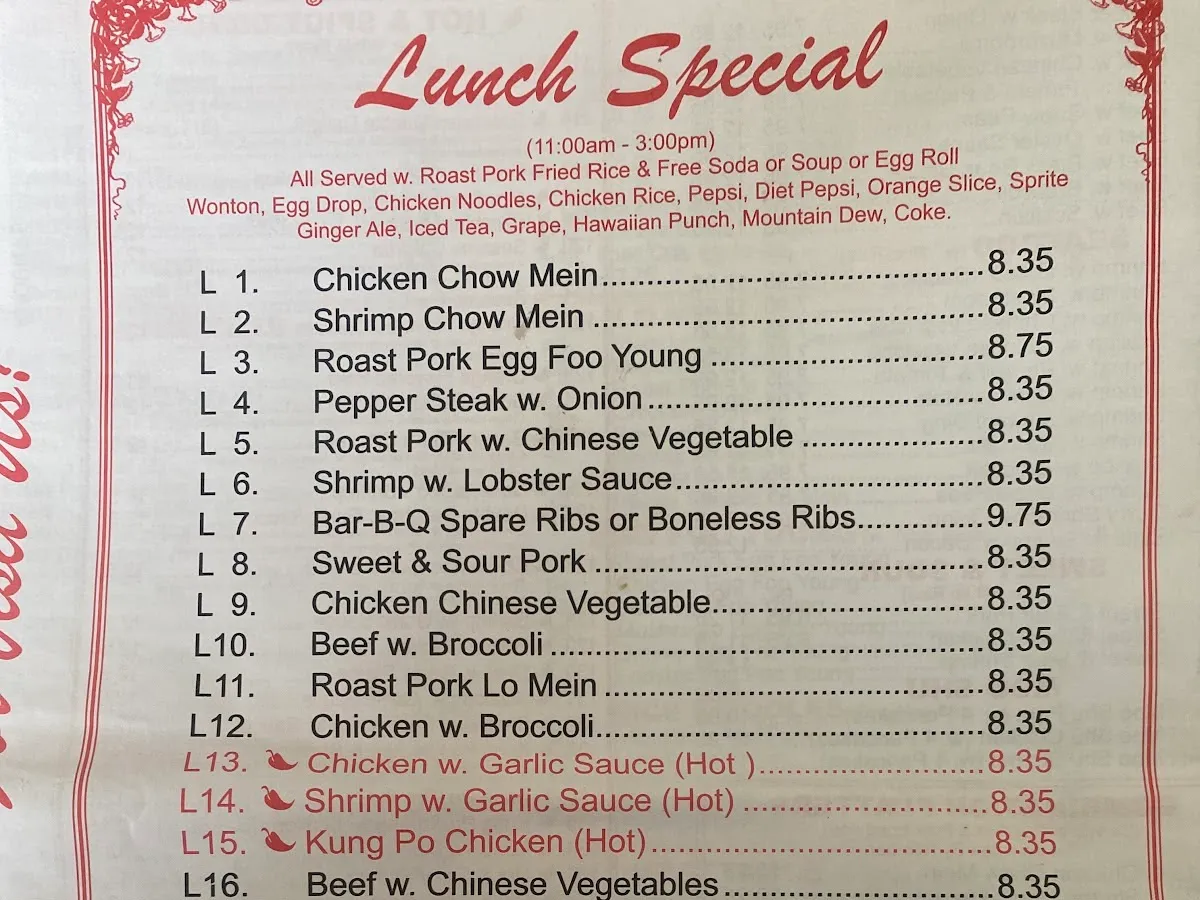 Lunch Special
(11:00am - 3:00pm)
All Served w. Roast Pork Fried Rice & Free Soda or Soup or Egg Roll
Wonton, Egg Drop, Chicken Noodles, Chicken Rice, Pepsi, Diet Pepsi, Orange Slice, Sprite
Ginger Ale, Iced Tea, Grape, Hawaiian Punch, Mountain Dew, Coke.
L 1. Chicken Chow Mein........................................8.35
L 2. Shrimp Chow Mein ........................................8.35
L 3. Roast Pork Egg Foo Young ............................8.75
L 4. Pepper Steak w. Onion...................................8.35
L 5. Roast Pork w. Chinese Vegetable ..................8.35
L 6. Shrimp w. Lobster Sauce................................8.35
L 7. Bar-B-Q Spare Ribs or Boneless Ribs.............9.75
L 8. Sweet & Sour Pork.........................................8.35
L 9. Chicken Chinese Vegetable............................8.35
L10. Beef w. Broccoli .............................................8.35
L11. Roast Pork Lo Mein ........................................8.35
L12. Chicken w. Broccoli.........................................8.35
L13. Chicken w. Garlic Sauce (Hot )........................8.35
L14. Shrimp w. Garlic Sauce (Hot) ..........................8.35
L15. Kung Po Chicken (Hot)....................................8.35
L16. Beef w. Chinese Vegetables............................8.35